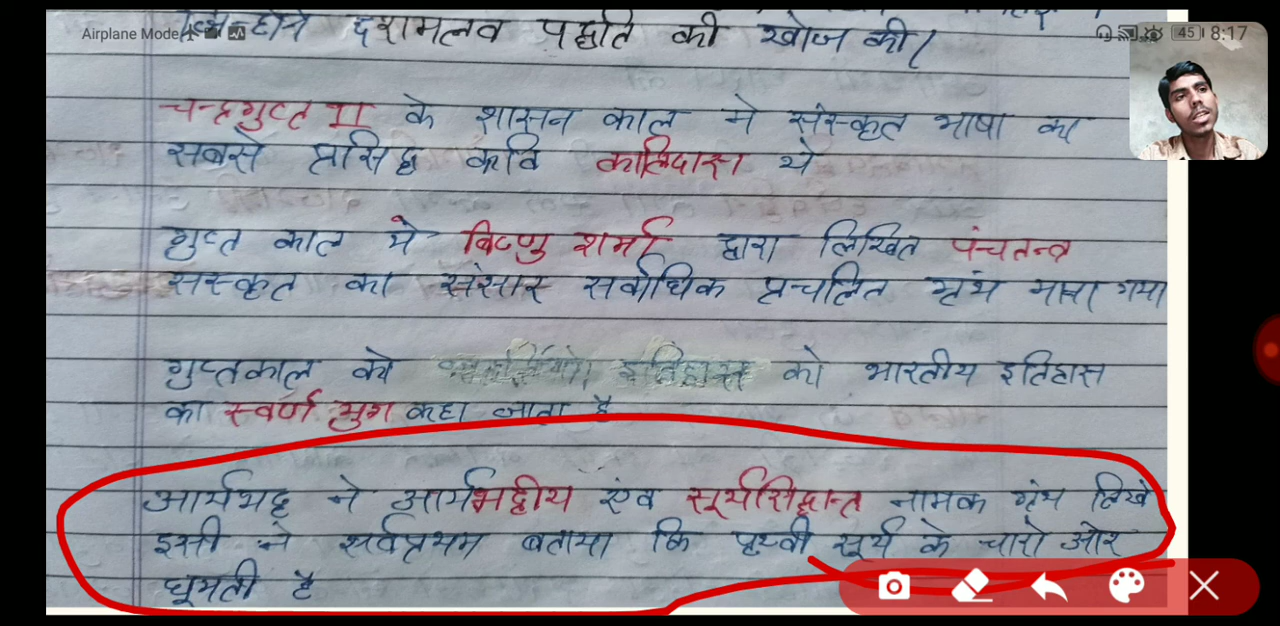 Airplane Mode
45 8:17
दशमलव पद्धति की खोज की।
चन्द्रगुप्त II के शासन काल मे संस्कृत भाषा का
सबसे प्रसिद्ध कवि कालिदास थे
गुप्त काल मे विष्णु शर्मा द्वारा लिखित पंचतन्त्र
संस्कृत का संसार सर्वाधिक प्रचलित ग्रंथ माना गया
गुप्तकाल को को भारतीय इतिहास
का स्वर्ण युग कहा जाता है
आर्यभट्ट ने आर्यभट्टीय एंव सूर्यसिद्धान्त नामक ग्रंथ लिखे
इसी ने सर्वप्रथम बताया कि पृथ्वी सूर्य के चारो ओर
घूमती है